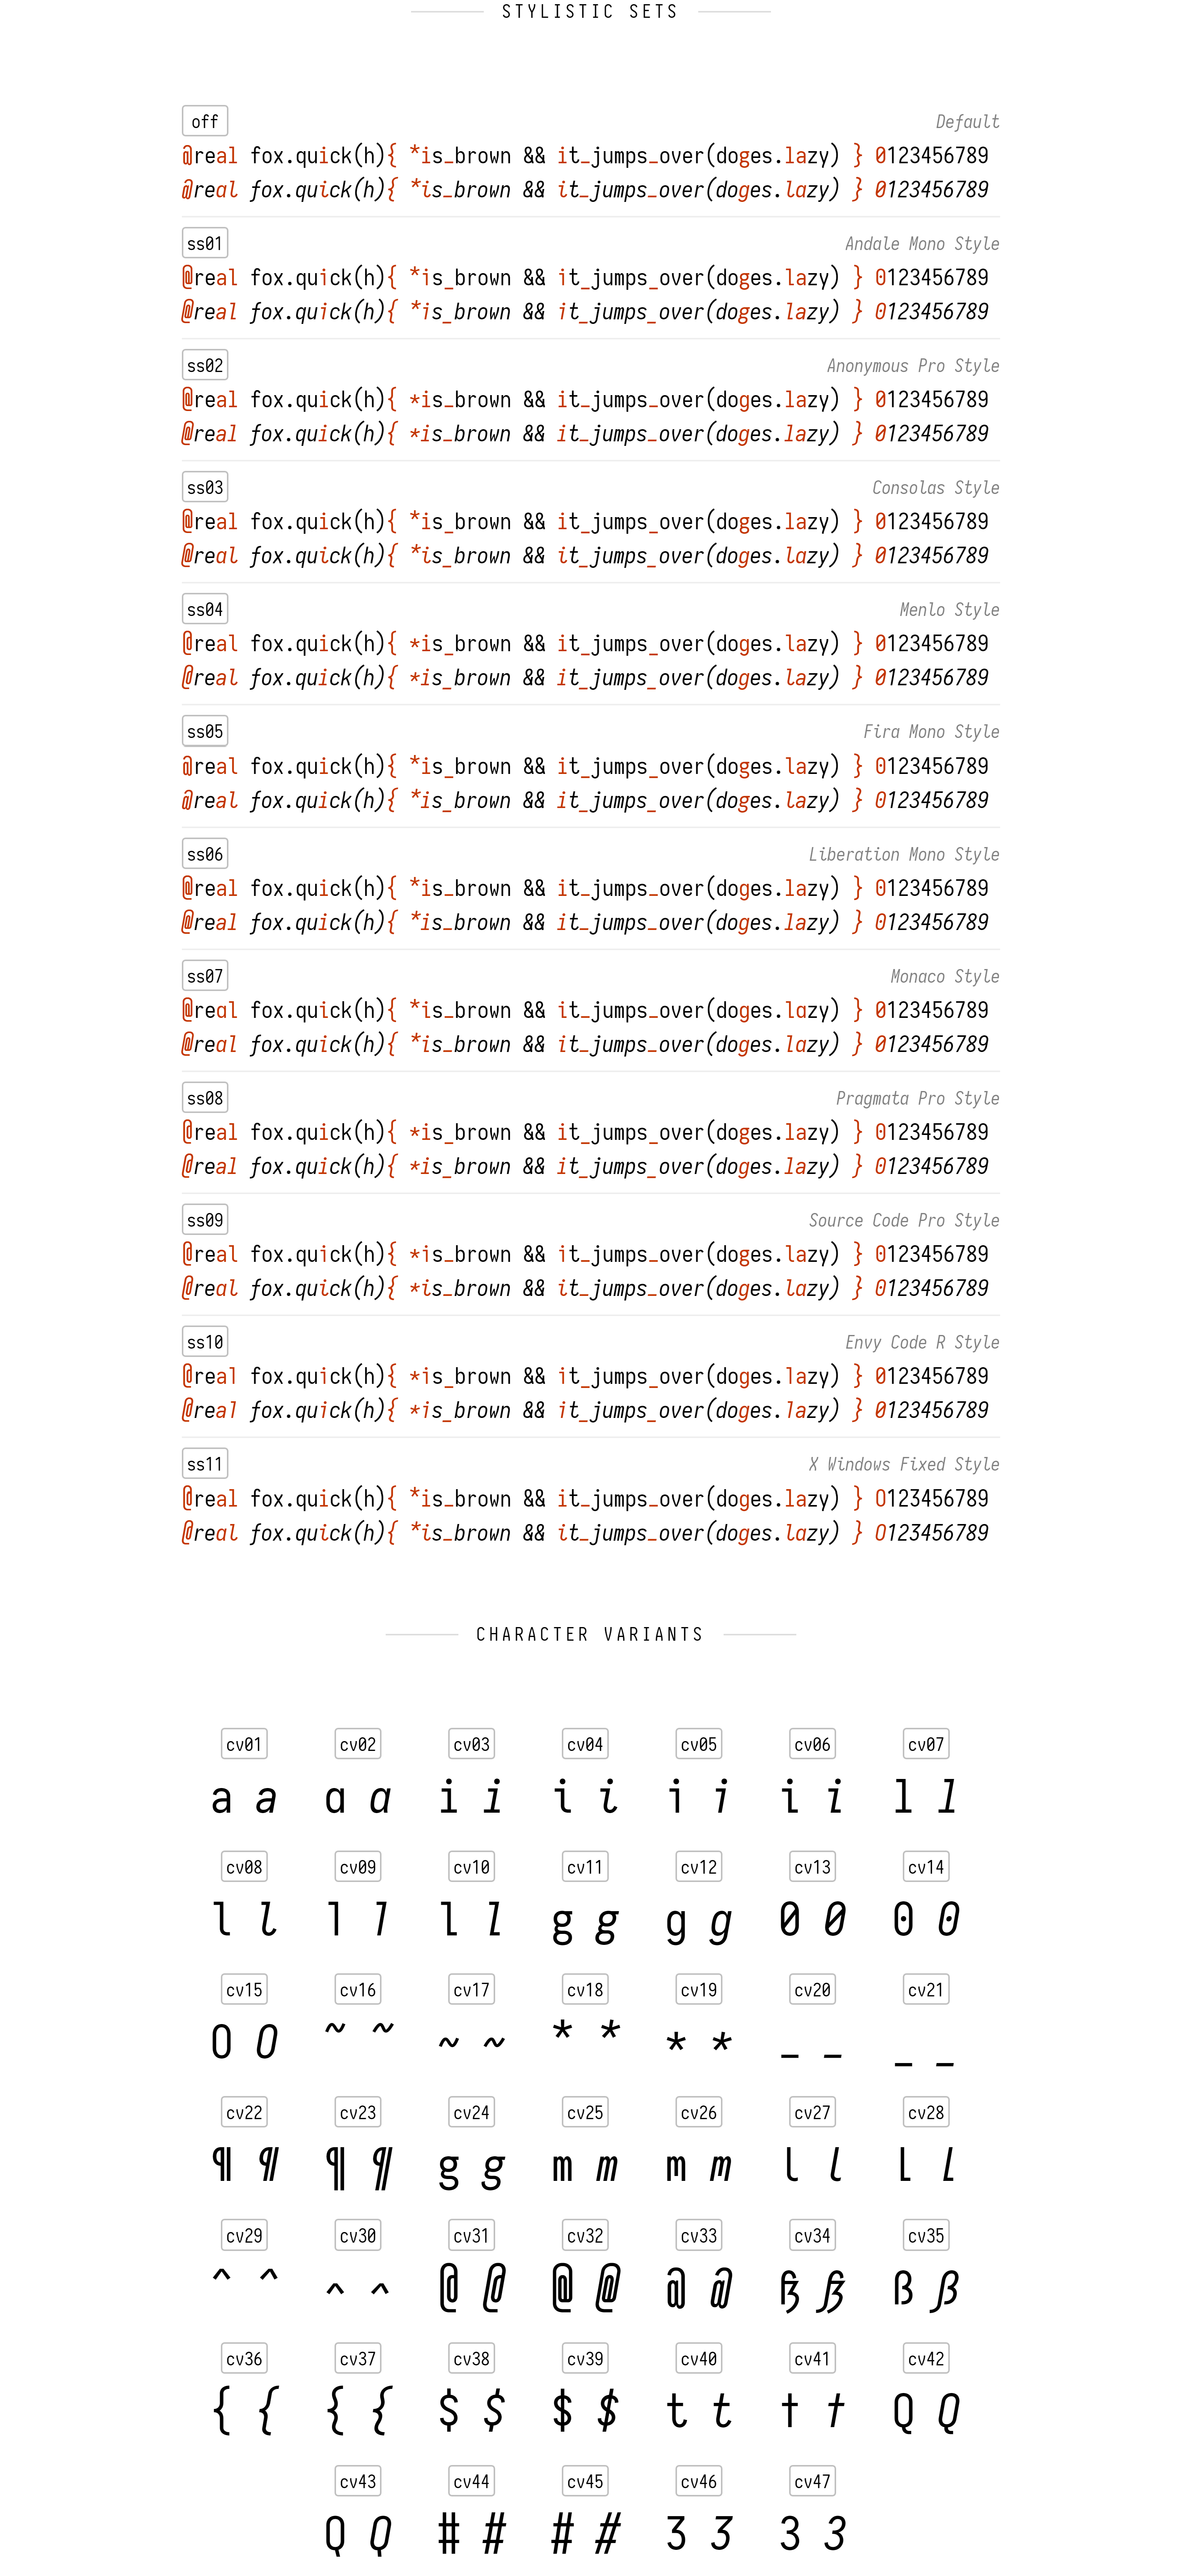 STYLISTIC SETS
off Default
@real fox.quick(h){ *is_brown && it_jumps_over(doges.lazy) } 0123456789
@real fox.quick(h){ *is_brown && it_jumps_over(doges.lazy) } 0123456789
ss01 Andale Mono Style
@real fox.quick(h){ *is_brown && it_jumps_over(doges.lazy) } 0123456789
@real fox.quick(h){ *is_brown && it_jumps_over(doges.lazy) } 0123456789
ss02 Anonymous Pro Style
@real fox.quick(h){ *is_brown && it_jumps_over(doges.lazy) } 0123456789
@real fox.quick(h){ *is_brown && it_jumps_over(doges.lazy) } 0123456789
ss03 Consolas Style
@real fox.quick(h){ *is_brown && it_jumps_over(doges.lazy) } 0123456789
@real fox.quick(h){ *is_brown && it_jumps_over(doges.lazy) } 0123456789
ss04 Menlo Style
@real fox.quick(h){ *is_brown && it_jumps_over(doges.lazy) } 0123456789
@real fox.quick(h){ *is_brown && it_jumps_over(doges.lazy) } 0123456789
ss05 Fira Mono Style
@real fox.quick(h){ *is_brown && it_jumps_over(doges.lazy) } 0123456789
@real fox.quick(h){ *is_brown && it_jumps_over(doges.lazy) } 0123456789
ss06 Liberation Mono Style
@real fox.quick(h){ *is_brown && it_jumps_over(doges.lazy) } 0123456789
@real fox.quick(h){ *is_brown && it_jumps_over(doges.lazy) } 0123456789
ss07 Monaco Style
@real fox.quick(h){ *is_brown && it_jumps_over(doges.lazy) } 0123456789
@real fox.quick(h){ *is_brown && it_jumps_over(doges.lazy) } 0123456789
ss08 Pragmata Pro Style
@real fox.quick(h){ *is_brown && it_jumps_over(doges.lazy) } 0123456789
@real fox.quick(h){ *is_brown && it_jumps_over(doges.lazy) } 0123456789
ss09 Source Code Pro Style
@real fox.quick(h){ *is_brown && it_jumps_over(doges.lazy) } 0123456789
@real fox.quick(h){ *is_brown && it_jumps_over(doges.lazy) } 0123456789
ss10 Envy Code R Style
@real fox.quick(h){ *is_brown && it_jumps_over(doges.lazy) } 0123456789
@real fox.quick(h){ *is_brown && it_jumps_over(doges.lazy) } 0123456789
ss11 X Windows Fixed Style
@real fox.quick(h){ *is_brown && it_jumps_over(doges.lazy) } 0123456789
@real fox.quick(h){ *is_brown && it_jumps_over(doges.lazy) } 0123456789
CHARACTER VARIANTS
cv01 cv02 cv03 cv04 cv05 cv06 cv07
a a a a i i i i i i i i l l
cv08 cv09 cv10 cv11 cv12 cv13 cv14
l l l l l l g g g g 0 0 0 0
cv15 cv16 cv17 cv18 cv19 cv20 cv21
0 0 ~ ~ ~ ~ * * * * _ _ _ _
cv22 cv23 cv24 cv25 cv26 cv27 cv28
¶ ¶ ¶ ¶ g g m m m m l l L L
cv29 cv30 cv31 cv32 cv33 cv34 cv35
^ ^ ^ ^ @ @ @ @ @ @ ß ß ß ß
cv36 cv37 cv38 cv39 cv40 cv41 cv42
{ { { { $ $ $ $ t t t t Q Q
cv43 cv44 cv45 cv46 cv47
Q Q # # # # 3 3 3 3